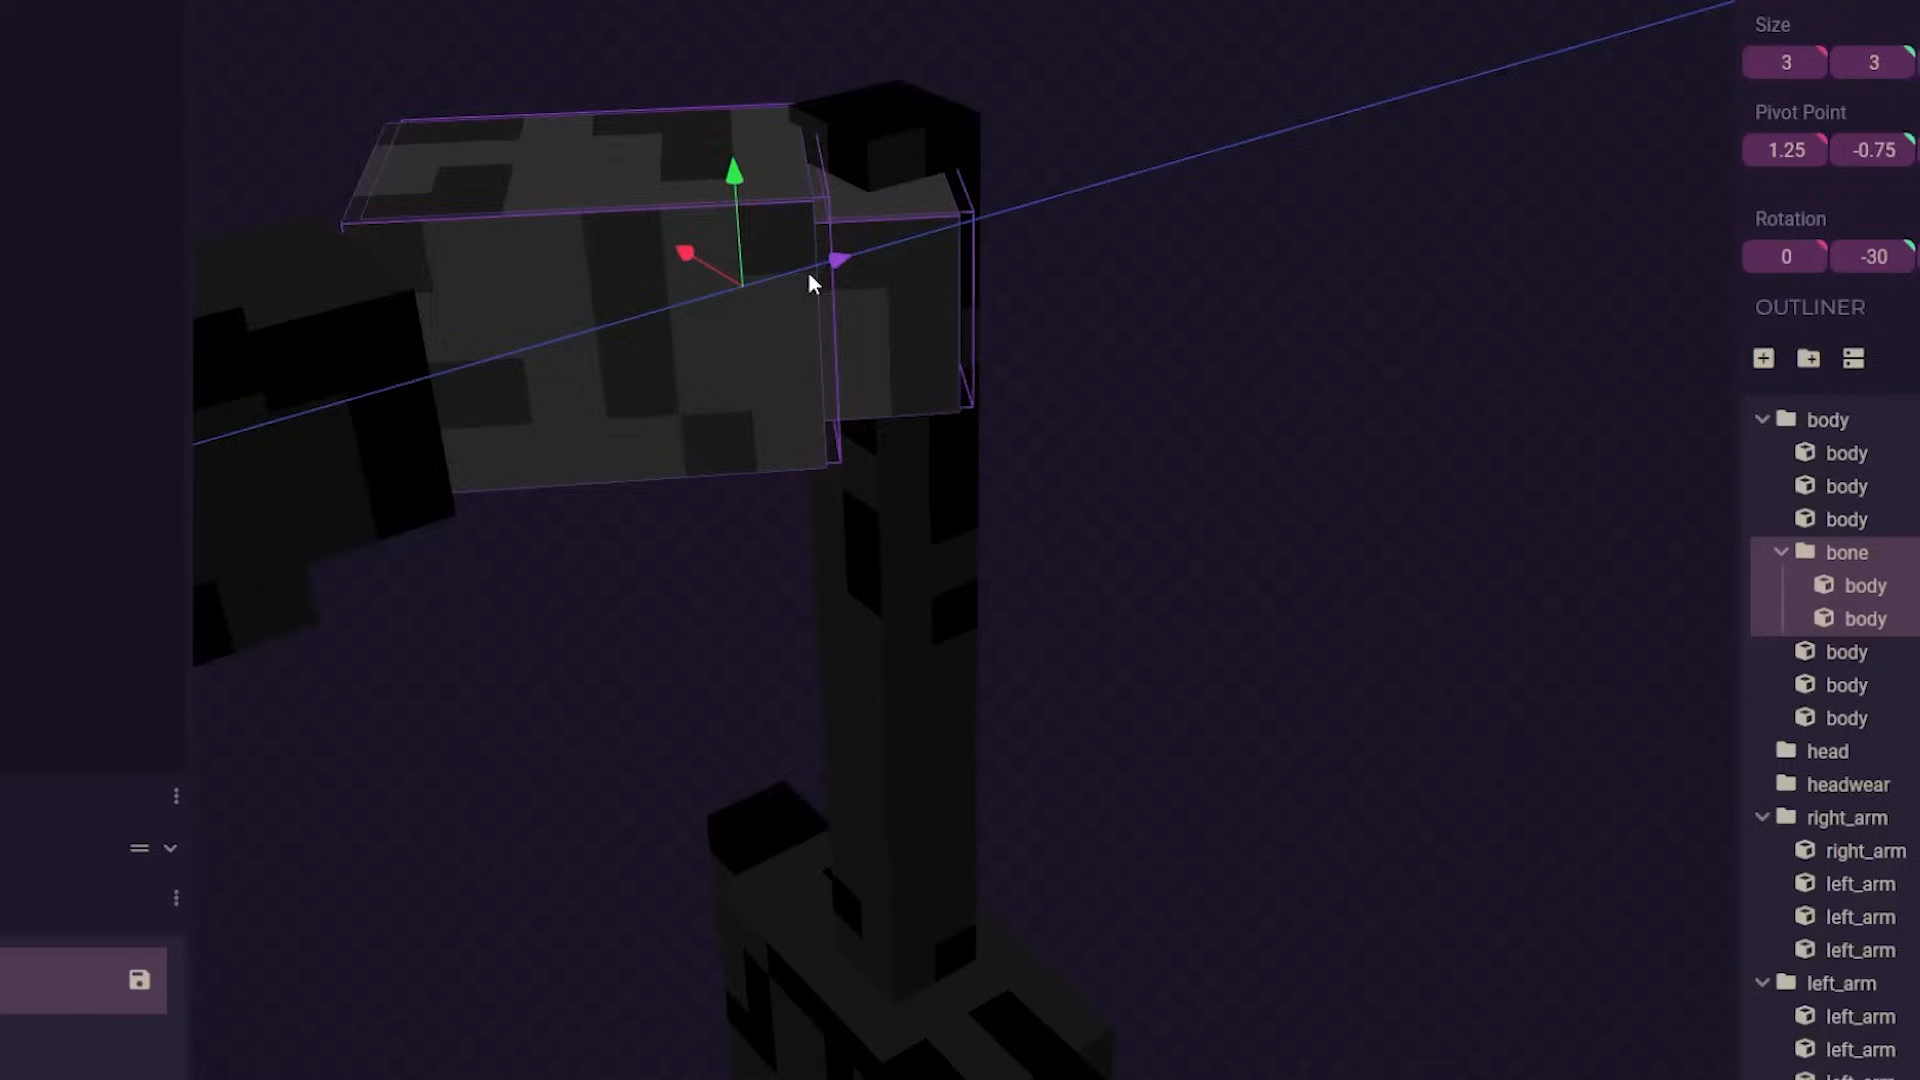 Size
3 3
Pivot Point
1.25 -0.75
Rotation
0 -30
OUTLINER
body
body
body
body
bone
body
body
body
body
body
head
headwear
right_arm
right_arm
left_arm
left_arm
left_arm
left_arm
left_arm
left_arm